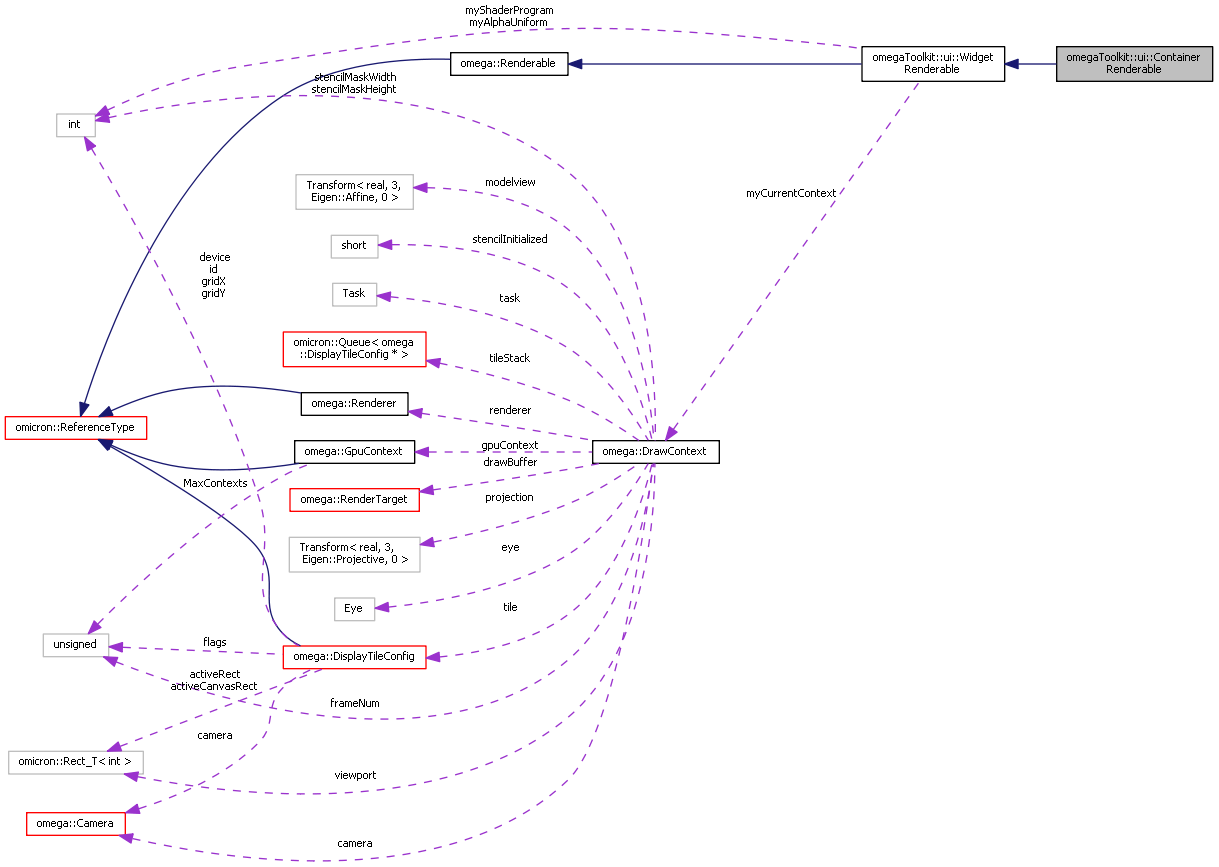 myShaderProgram
myAlphaUniform
omega::Renderable
omegaToolkit::ui::Widget
Renderable
omegaToolkit::ui::Container
Renderable
stencilMaskWidth
stencilMaskHeight
int
Transform< real, 3,
Eigen::Affine, 0 >
modelview
myCurrentContext
short
stencilInitialized
device
id
gridX
gridY
Task
task
omicron::Queue< omega
::DisplayTileConfig * >
tileStack
omega::Renderer
renderer
omicron::ReferenceType
omega::GpuContext
gpuContext
drawBuffer
omega::DrawContext
MaxContexts
omega::RenderTarget
projection
Transform< real, 3,
Eigen::Projective, 0 >
eye
Eye
tile
unsigned
flags
omega::DisplayTileConfig
activeRect
activeCanvasRect
frameNum
camera
omicron::Rect_T< int >
viewport
omega::Camera
camera